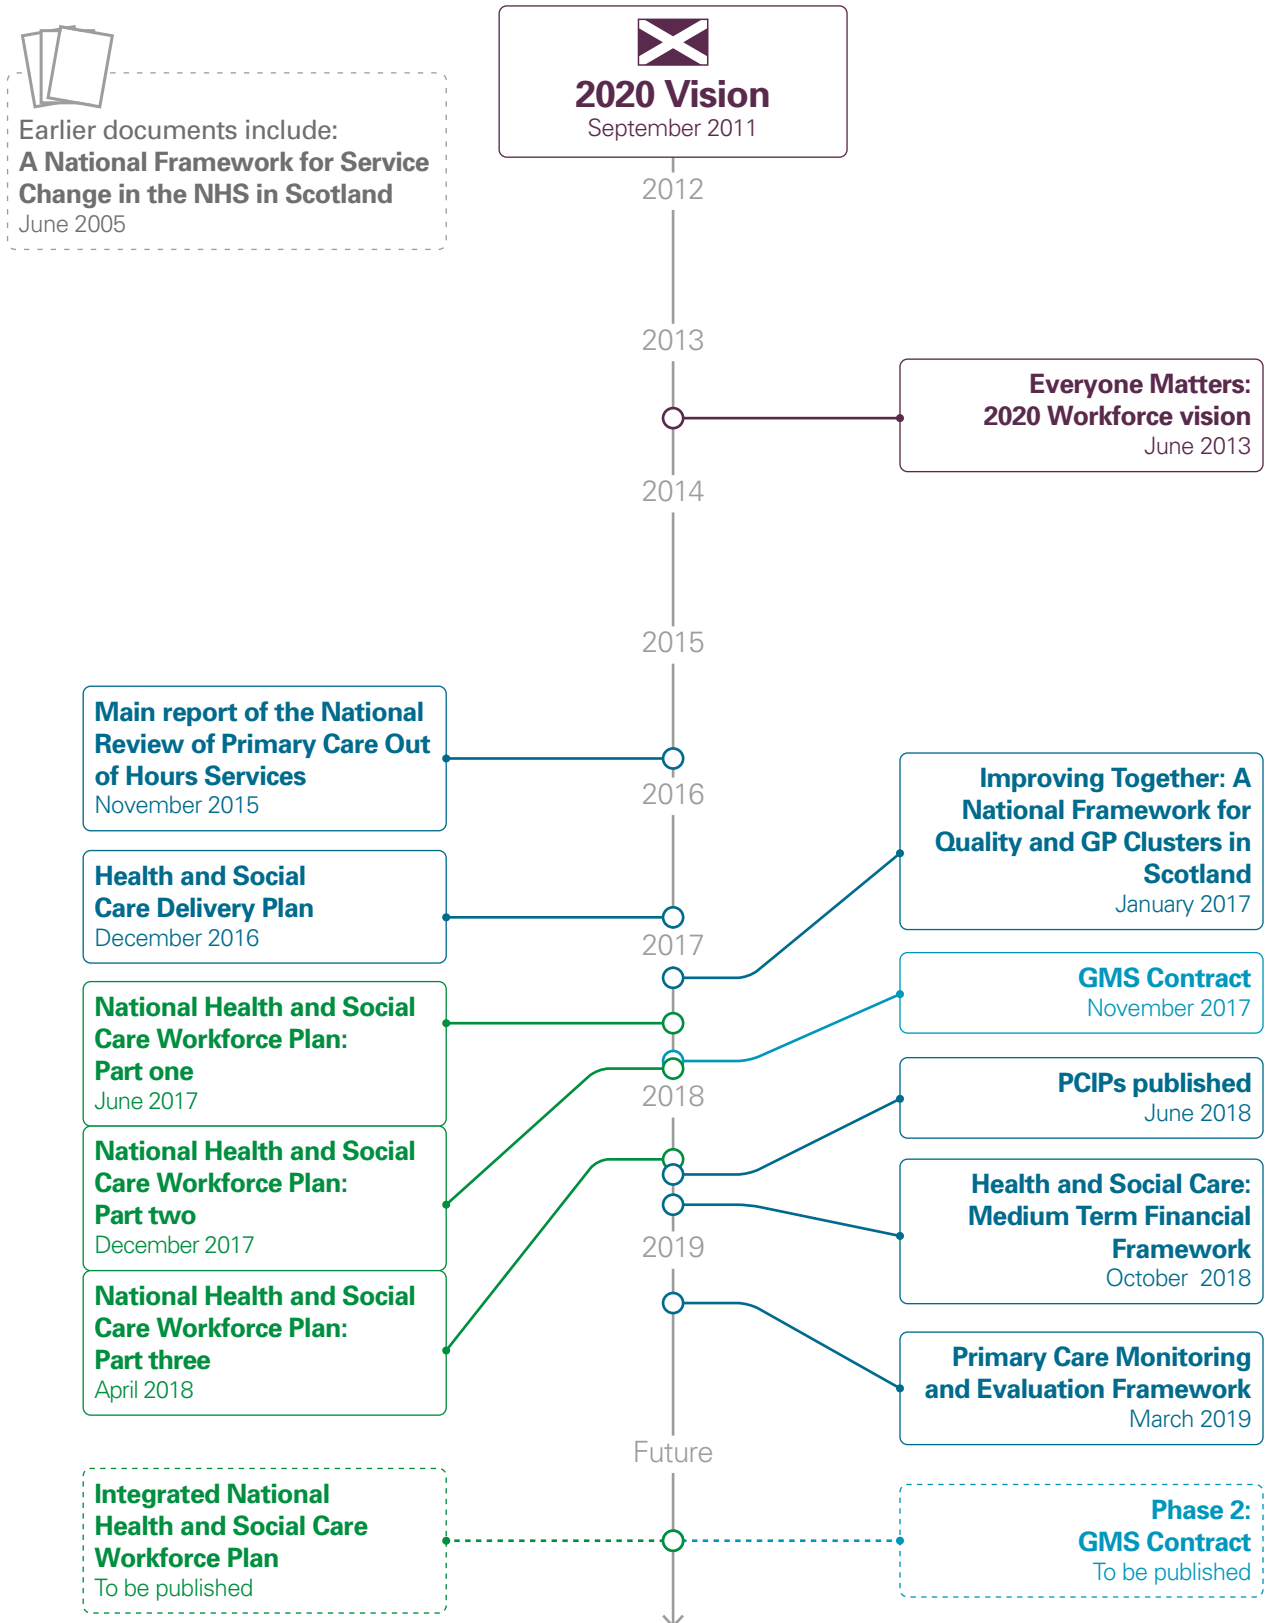 Earlier documents include:
A National Framework for Service
Change in the NHS in Scotland
June 2005
2020 Vision
September 2011
2012
2013
Everyone Matters:
2020 Workforce vision
June 2013
2014
2015
Main report of the National
Review of Primary Care Out
of Hours Services
November 2015
2016
Improving Together: A
National Framework for
Quality and GP Clusters in
Scotland
January 2017
Health and Social
Care Delivery Plan
December 2016
2017
GMS Contract
November 2017
National Health and Social
Care Workforce Plan:
Part one
June 2017
2018
PCIPs published
June 2018
National Health and Social
Care Workforce Plan:
Part two
December 2017
Health and Social Care:
Medium Term Financial
Framework
October 2018
2019
National Health and Social
Care Workforce Plan:
Part three
April 2018
Primary Care Monitoring
and Evaluation Framework
March 2019
Future
Integrated National
Health and Social Care
Workforce Plan
To be published
Phase 2:
GMS Contract
To be published